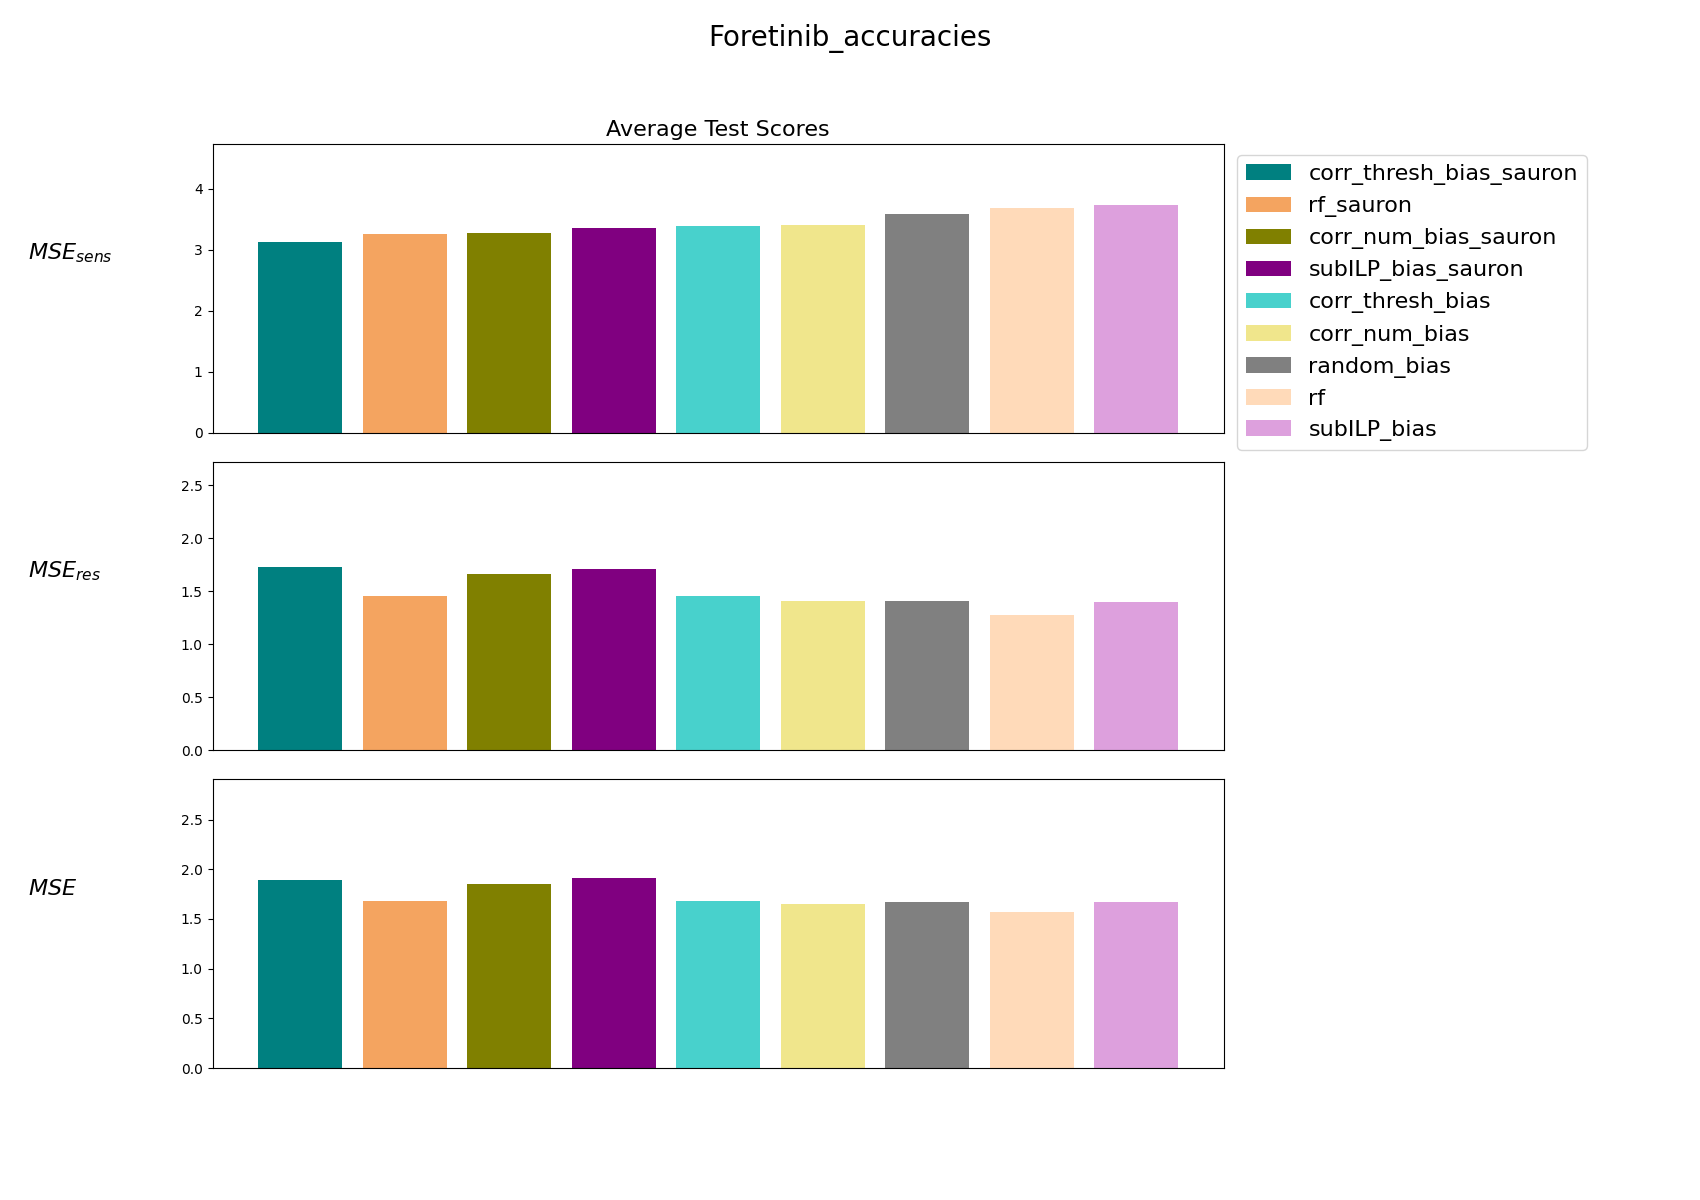 Foretinib_accuracies
Average Test Scores
MSE_sens
4
3
2
1
0
corr_thresh_bias_sauron
rf_sauron
corr_num_bias_sauron
subILP_bias_sauron
corr_thresh_bias
corr_num_bias
random_bias
rf
subILP_bias
MSE_res
2.5
2.0
1.5
1.0
0.5
0.0
MSE
2.5
2.0
1.5
1.0
0.5
0.0